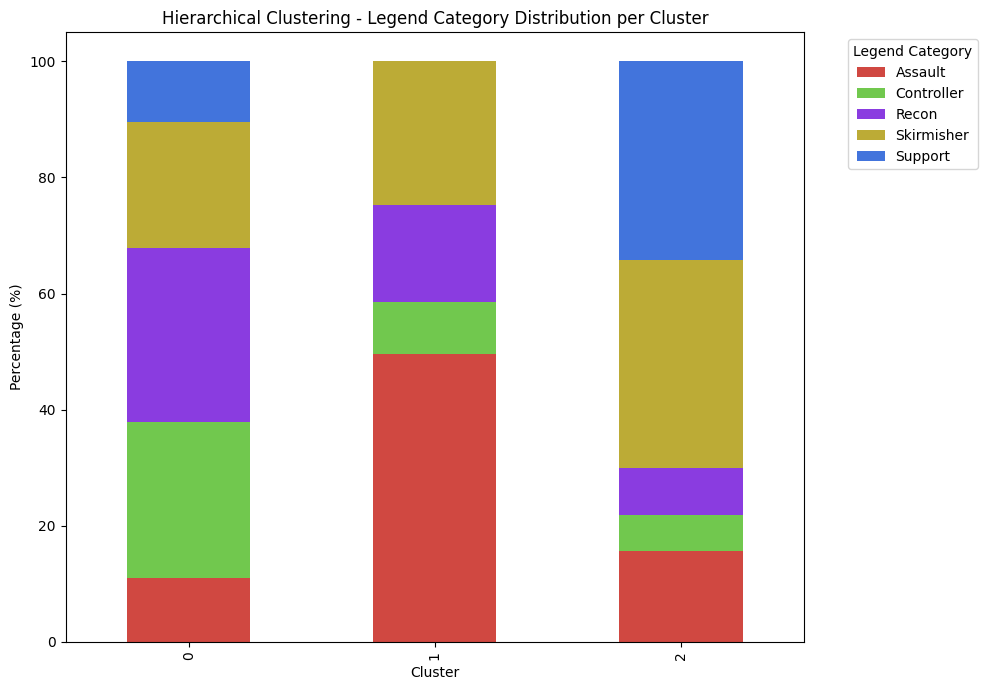 Hierarchical Clustering - Legend Category Distribution per Cluster
Legend Category
Assault
Controller
Recon
Skirmisher
Support
Percentage (%)
100
80
60
40
20
0
0
1
2
Cluster